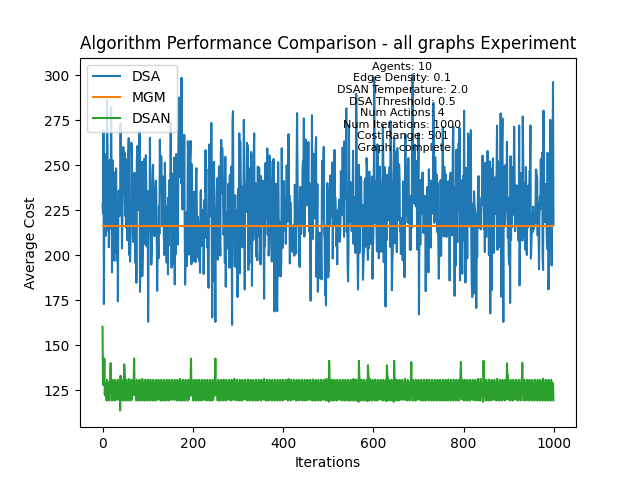 Algorithm Performance Comparison - all graphs Experiment
DSA
MGM
DSAN
Agents: 10
Edge Density: 0.1
DSAN Temperature: 2.0
DSA Threshold: 0.5
Num Actions: 4
Num Iterations: 1000
Cost Range: 501
Graph: complete
Average Cost
300
275
250
225
200
175
150
125
0 200 400 600 800 1000
Iterations